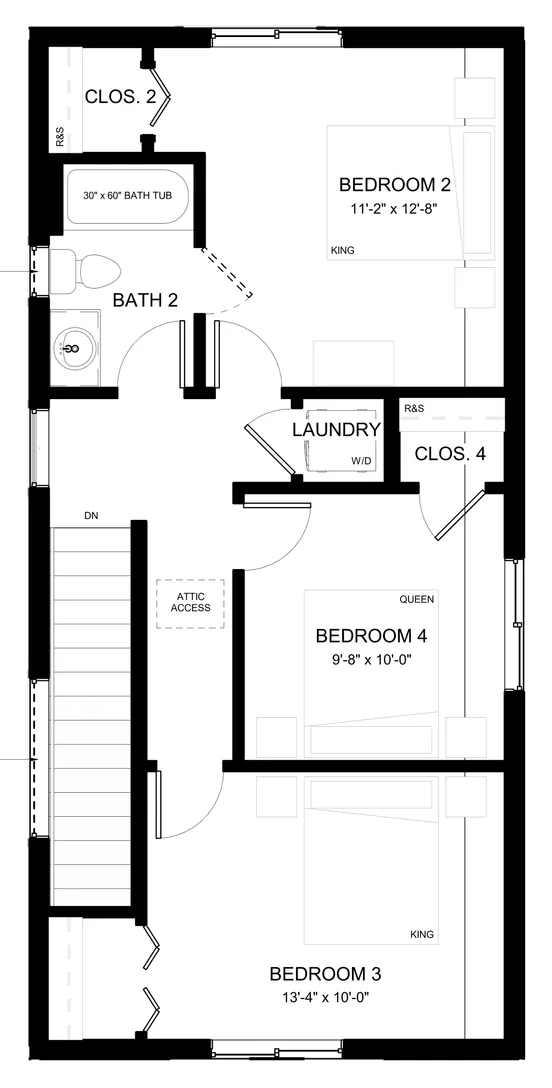 CLOS. 2
R&S
30" x 60" BATH TUB
BEDROOM 2
11'-2" x 12'-8"
KING
BATH 2
R&S
LAUNDRY
W/D
CLOS. 4
DN
ATTIC
ACCESS
QUEEN
BEDROOM 4
9'-8" x 10'-0"
KING
BEDROOM 3
13'-4" x 10'-0"